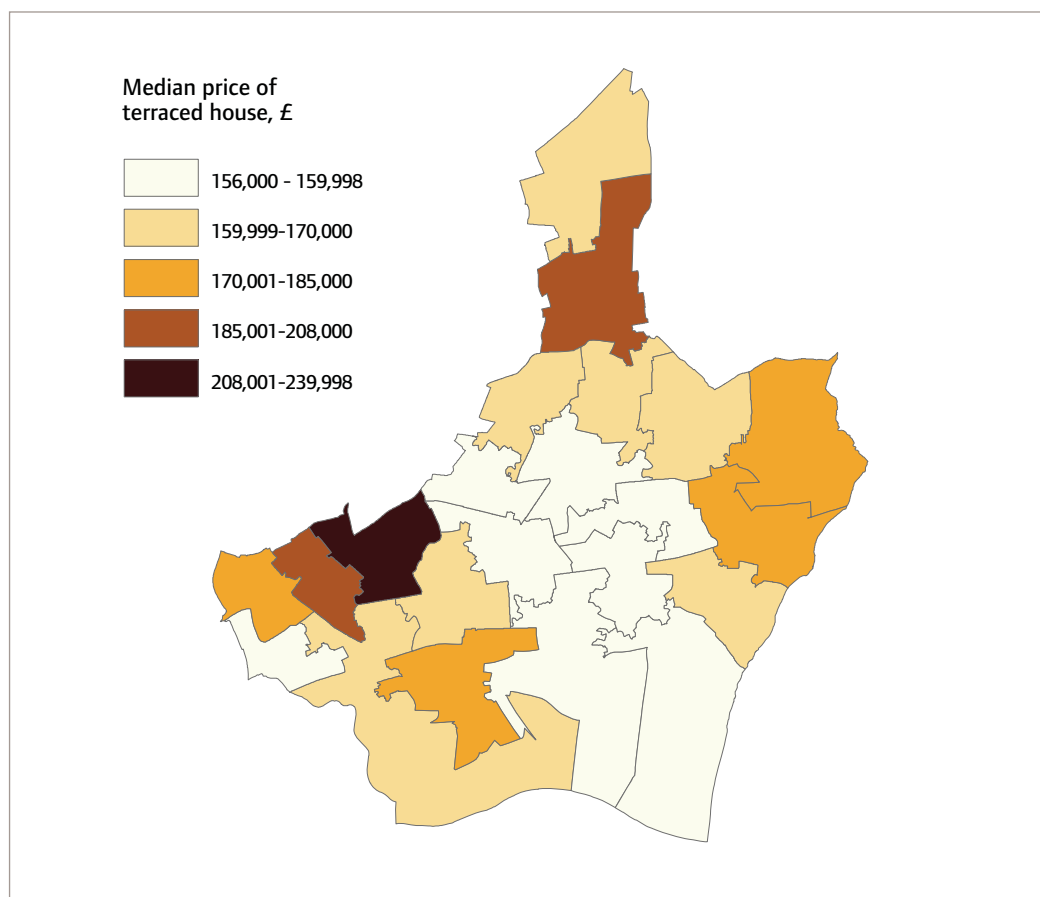 Median price of
terraced house, £
156,000 - 159,998
159,999-170,000
170,001-185,000
185,001-208,000
208,001-239,998